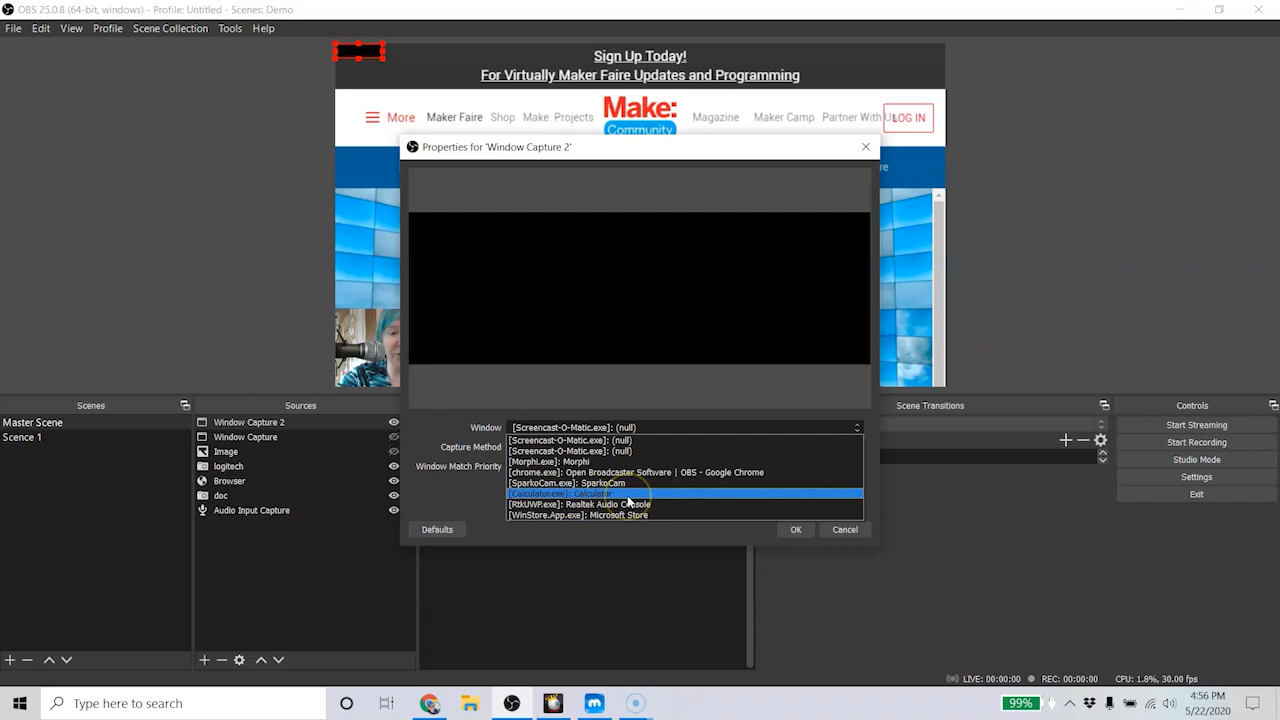 OBS 25.0.8 (64-bit, windows) - Profile: Untitled - Scenes: Demo
File Edit View Profile Scene Collection Tools Help
Sign Up Today!
For Virtually Maker Faire Updates and Programming
More Maker Faire Shop Make: Projects Make: Community Magazine Maker Camp Partner With Us LOG IN
Properties for 'Window Capture 2'
re
Scenes
Master Scene
Scence 1
Sources
Window Capture 2
Window Capture
Image
logitech
Browser
doc
Audio Input Capture
Window [Screencast-O-Matic.exe]: (null)
Capture Method
Window Match Priority
[Screencast-O-Matic.exe]: (null)
[Screencast-O-Matic.exe]: (null)
[Morphi.exe]: Morphi
[chrome.exe]: Open Broadcaster Software | OBS - Google Chrome
[SparkoCam.exe]: SparkoCam
[Calculator.exe]: Calculator
[RtkUWP.exe]: Realtek Audio Console
[WinStore.App.exe]: Microsoft Store
Defaults OK Cancel
Scene Transitions
Controls
Start Streaming
Start Recording
Studio Mode
Settings
Exit
LIVE: 00:00:00 REC: 00:00:00 CPU: 1.8%, 30.00 fps
Type here to search
99%
4:56 PM
5/22/2020